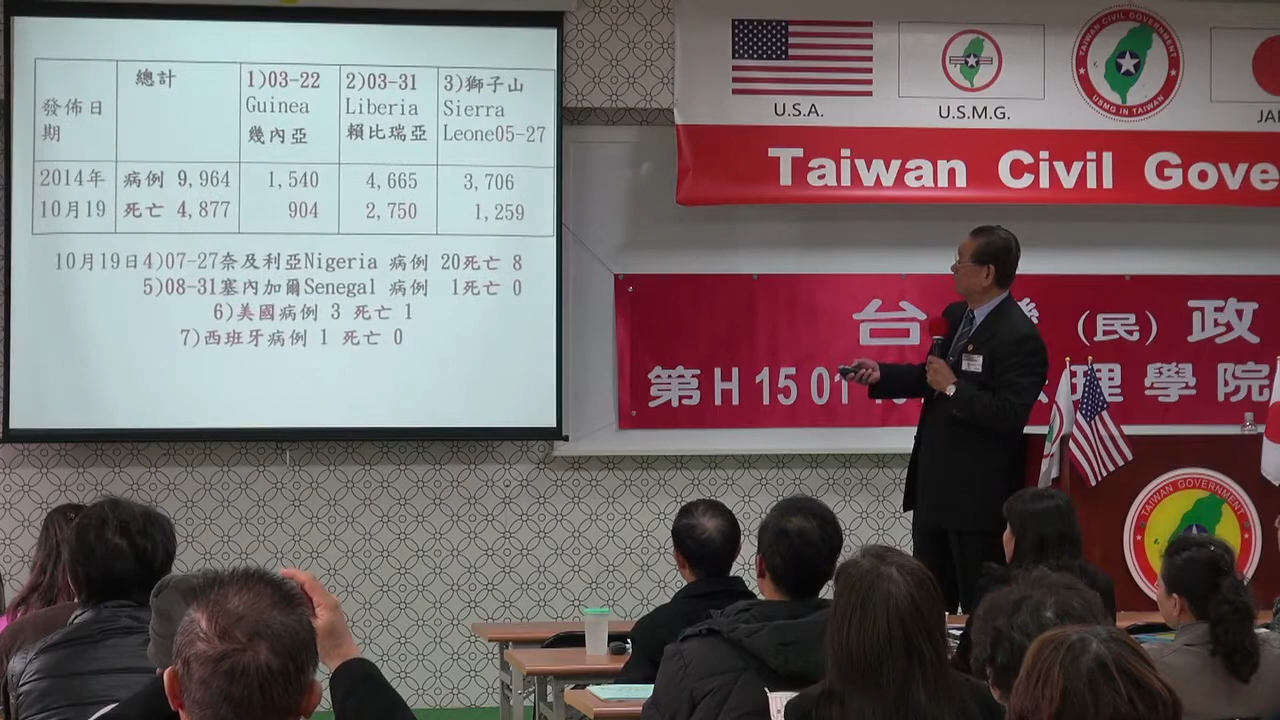 總計
1)03-22 2)03-31 3)獅子山
發佈日期 Guinea Liberia Sierra
幾內亞 賴比瑞亞 Leone05-27
2014年 病例 9,964 1,540 4,665 3,706
10月19 死亡 4,877 904 2,750 1,259
10月19日4)07-27奈及利亞Nigeria 病例 20死亡 8
5)08-31塞內加爾Senegal 病例 1死亡 0
6)美國病例 3 死亡 1
7)西班牙病例 1 死亡 0
TAIWAN CIVIL GOVERNMENT
USMG IN TAIWAN
U.S.A. U.S.M.G. JA
Taiwan Civil Gove
台 (民) 政
第H 15 01 理學院
TAIWAN GOVERNMENT